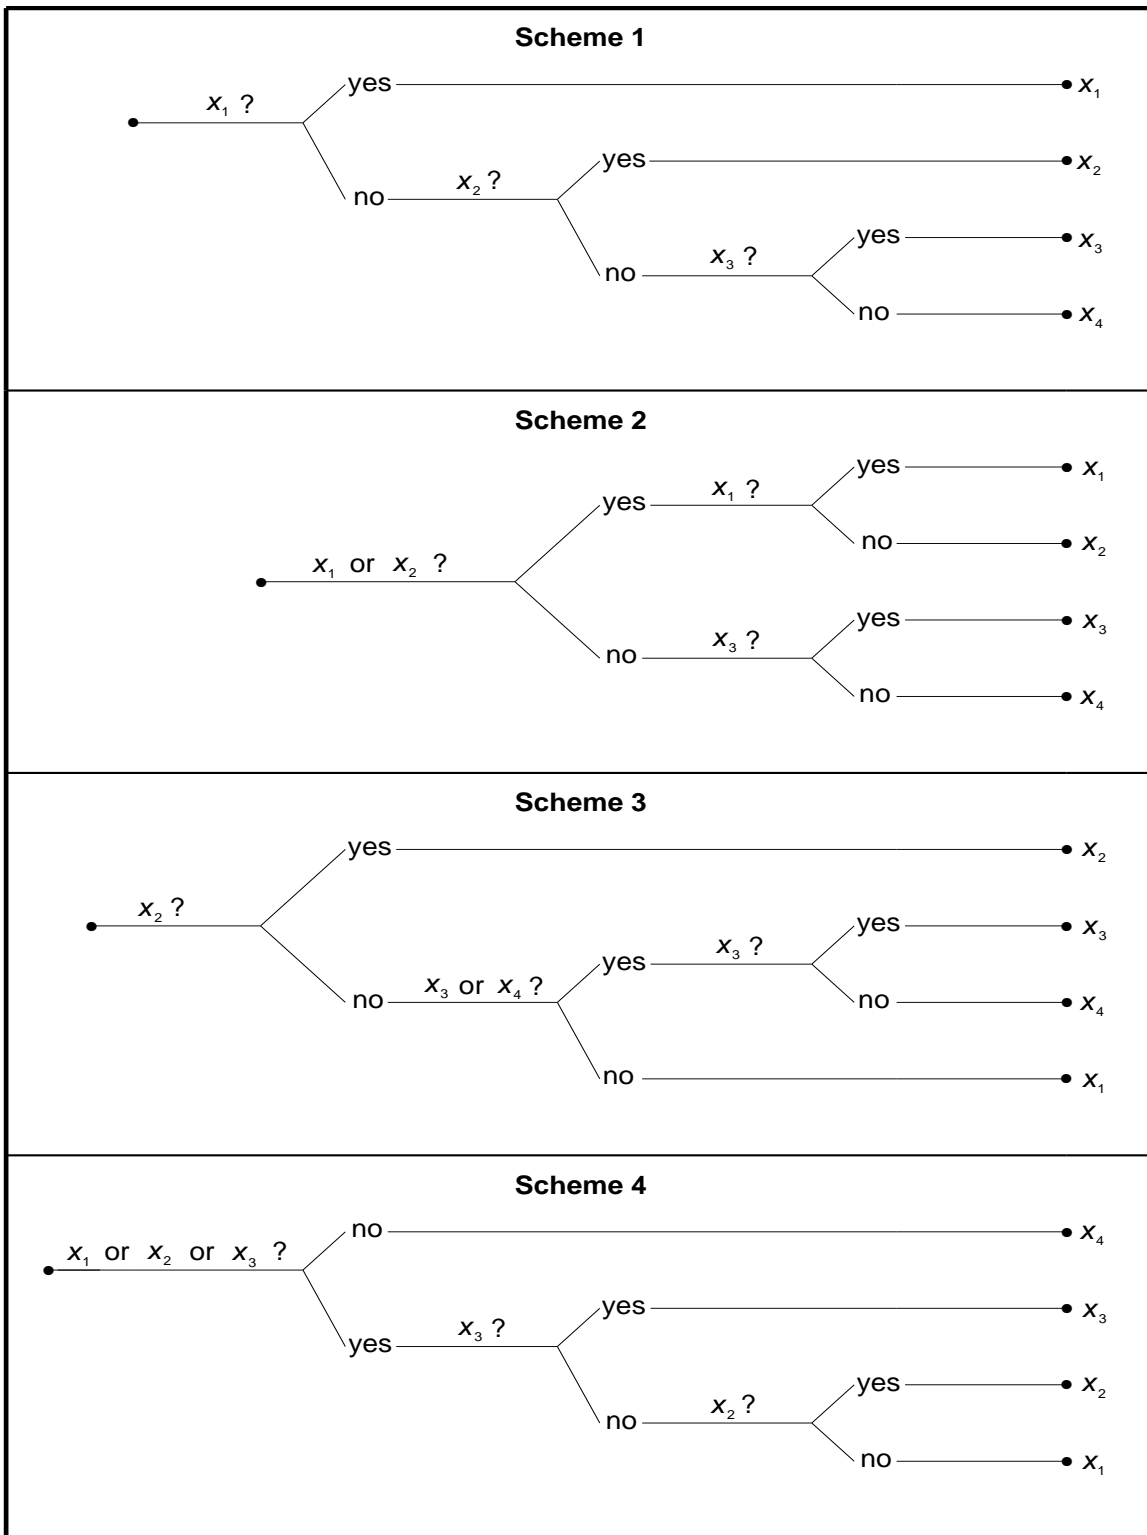 Scheme 1
yes x₁
x₁ ?
yes x₂
no x₂ ?
yes x₃
no x₃ ?
no x₄
Scheme 2
yes x₁
yes x₁ ?
no x₂
x₁ or x₂ ?
yes x₃
no x₃ ?
no x₄
Scheme 3
yes x₂
x₂ ?
yes x₃
yes x₃ ?
no x₃ or x₄ ?
no x₄
no x₁
Scheme 4
no x₄
x₁ or x₂ or x₃ ?
yes x₃
yes x₃ ?
yes x₂
no x₂ ?
no x₁